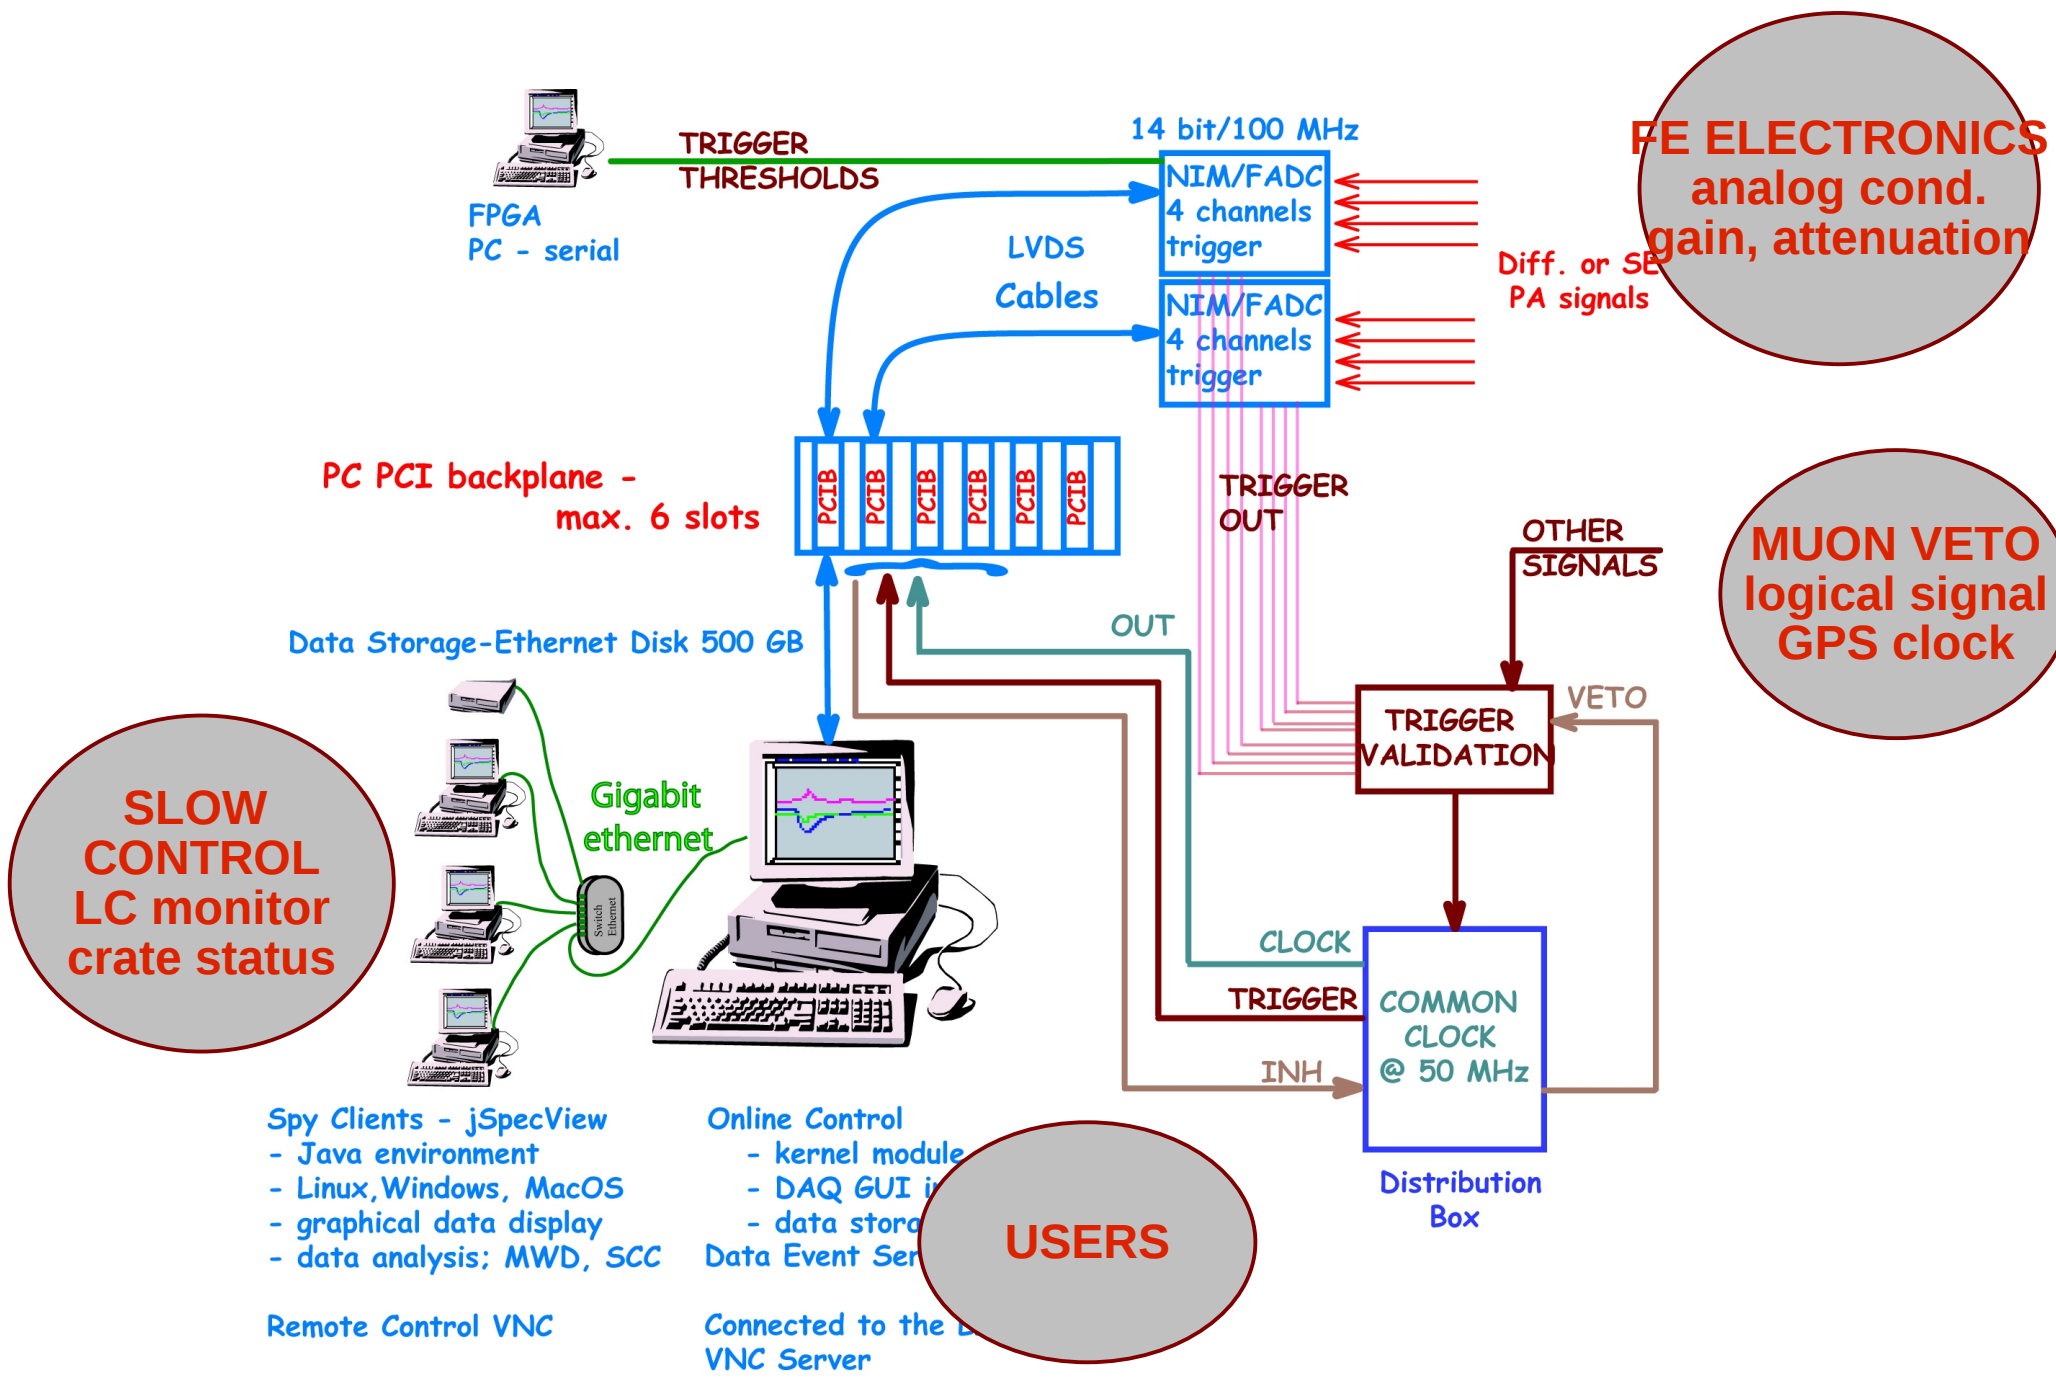 FE ELECTRONICS
analog cond.
gain, attenuation
14 bit/100 MHz
TRIGGER
THRESHOLDS
FPGA
PC - serial
NIM/FADC
4 channels
trigger
LVDS
Cables
Diff. or SE
PA signals
NIM/FADC
4 channels
trigger
PC PCI backplane -
max. 6 slots
PCIB
PCIB
PCIB
PCIB
PCIB
PCIB
TRIGGER
OUT
OTHER
SIGNALS
MUON VETO
logical signal
GPS clock
OUT
Data Storage-Ethernet Disk 500 GB
VETO
TRIGGER
VALIDATION
SLOW
CONTROL
LC monitor
crate status
Gigabit
ethernet
Switch
Ethernet
CLOCK
TRIGGER
INH
COMMON
CLOCK
@ 50 MHz
Distribution
Box
Spy Clients - jSpecView
- Java environment
- Linux,Windows, MacOS
- graphical data display
- data analysis; MWD, SCC
Remote Control VNC
Online Control
- kernel module
- DAQ GUI
- data
Data Event
Connected to the
VNC Server
USERS